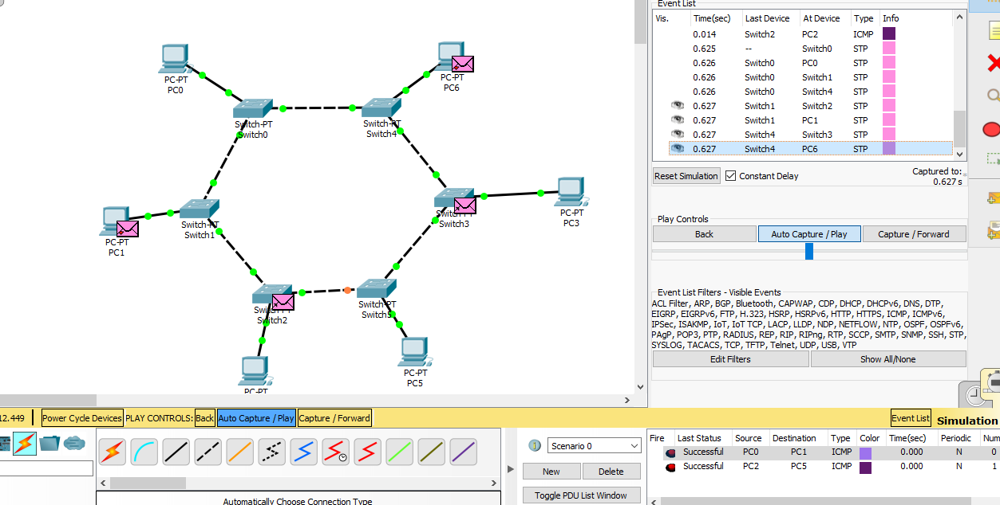 Event List
Vis. Time(sec) Last Device At Device Type Info
0.014 Switch2 PC2 ICMP
0.625 -- Switch0 STP
0.626 Switch0 PC0 STP
0.626 Switch0 Switch1 STP
0.626 Switch0 Switch4 STP
0.627 Switch1 Switch2 STP
0.627 Switch1 PC1 STP
0.627 Switch4 Switch3 STP
0.627 Switch4 PC6 STP
Reset Simulation Constant Delay Captured to:
0.627 s
Play Controls
Back Auto Capture / Play Capture / Forward
Event List Filters - Visible Events
ACL Filter, ARP, BGP, Bluetooth, CAPWAP, CDP, DHCP, DHCPv6, DNS, DTP,
EIGRP, EIGRPv6, FTP, H.323, HSRP, HSRPv6, HTTP, HTTPS, ICMP, ICMPv6,
IPSec, ISAKMP, IoT, IoT TCP, LACP, LLDP, NDP, NETFLOW, NTP, OSPF, OSPFv6,
PAgP, POP3, PTP, RADIUS, REP, RIP, RIPng, RTP, SCCP, SMTP, SNMP, SSH, STP,
SYSLOG, TACACS, TCP, TFTP, Telnet, UDP, USB, VTP
Edit Filters Show All/None
PC-PT
PC0
PC-PT
PC6
Switch-PT
Switch0
Switch-PT
Switch4
PC-PT
PC1
Switch-PT
Switch1
Switch-PT
Switch3
PC-PT
PC3
Switch-PT
Switch2
Switch-PT
Switch5
PC-PT
PC-PT
PC5
12.449 Power Cycle Devices PLAY CONTROLS: Back Auto Capture / Play Capture / Forward Event List Simulation
Scenario 0
New Delete
Toggle PDU List Window
Automatically Choose Connection Type
Fire Last Status Source Destination Type Color Time(sec) Periodic Num
Successful PC0 PC1 ICMP 0.000 N 0
Successful PC2 PC5 ICMP 0.000 N 1